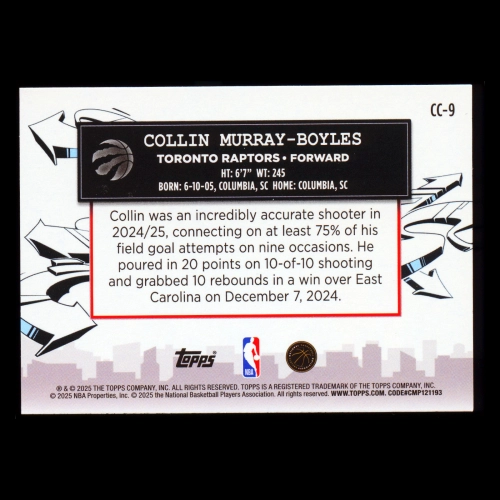 CC-9
COLLIN MURRAY-BOYLES
TORONTO RAPTORS • FORWARD
HT: 6'7" WT: 245
BORN: 6-10-05, COLUMBIA, SC HOME: COLUMBIA, SC
Collin was an incredibly accurate shooter in
2024/25, connecting on at least 75% of his
field goal attempts on nine occasions. He
poured in 20 points on 10-of-10 shooting
and grabbed 10 rebounds in a win over East
Carolina on December 7, 2024.
Topps
NBA
® & © 2025 THE TOPPS COMPANY, INC. ALL RIGHTS RESERVED. TOPPS IS A REGISTERED TRADEMARK OF THE TOPPS COMPANY, INC.
© 2025 NBA Properties, Inc. © 2025 the National Basketball Players Association. All rights reserved. WWW.TOPPS.COM. CODE#CMP121193